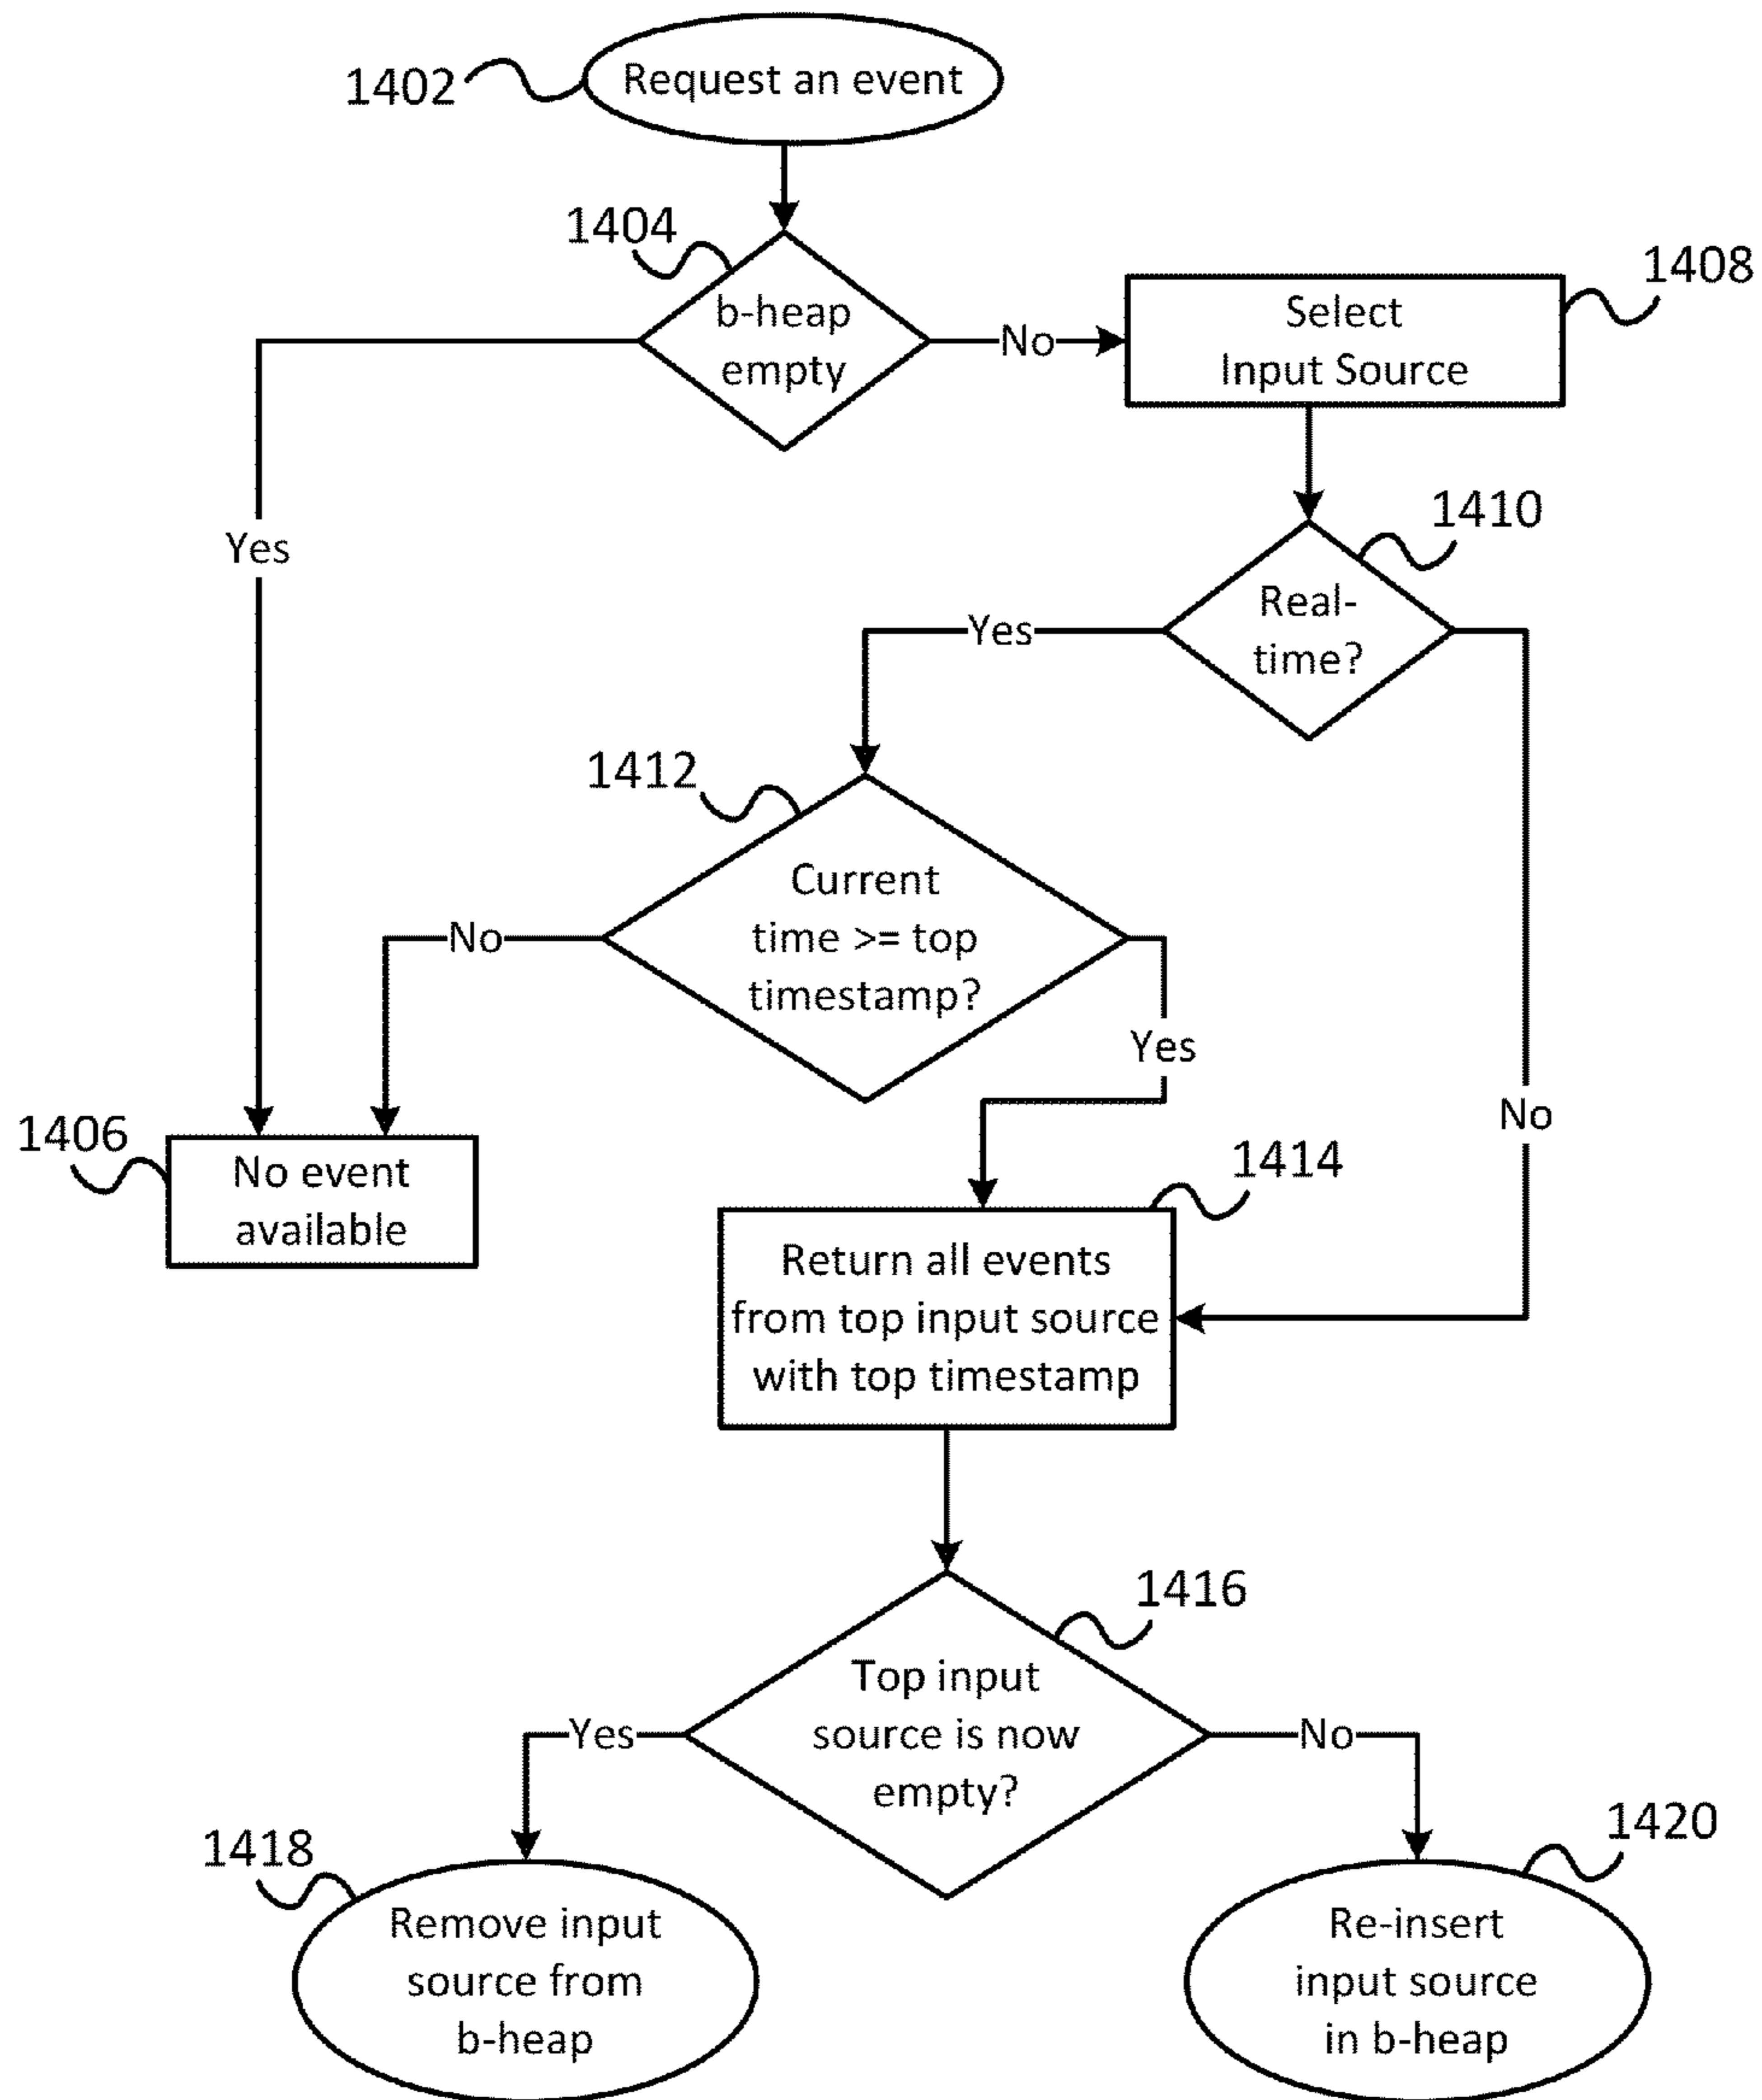 1402
Request an event
1404
b-heap
empty
No
Select
Input Source
1408
Yes
1410
Real-
time?
Yes
1412
Current
time >= top
timestamp?
No
Yes
No
1406
No event
available
1414
Return all events
from top input source
with top timestamp
1416
Top input
source is now
empty?
Yes
No
1418
Remove input
source from
b-heap
1420
Re-insert
input source
in b-heap